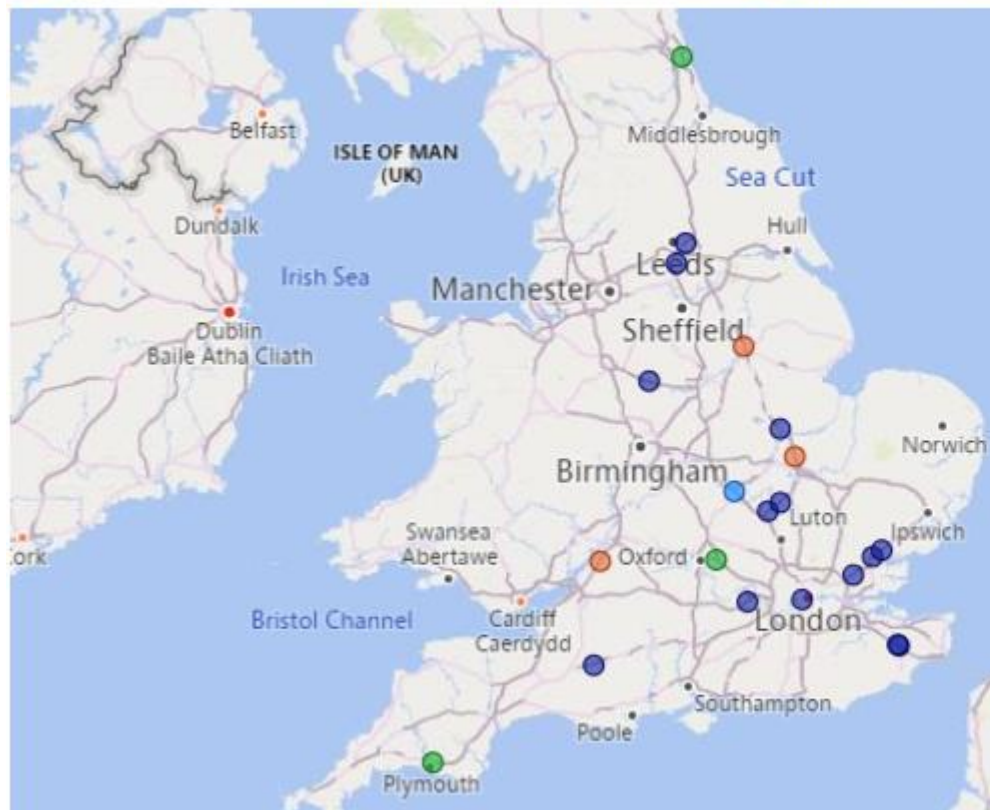 Belfast
ISLE OF MAN
(UK)
Middlesbrough
Sea Cut
Dundalk
Hull
Irish Sea
Leeds
Manchester
Dublin
Baile Atha Cliath
Sheffield
Norwich
Birmingham
Swansea
Abertawe
Luton
Ipswich
Cork
Oxford
Bristol Channel
Cardiff
Caerdydd
London
Southampton
Poole
Plymouth